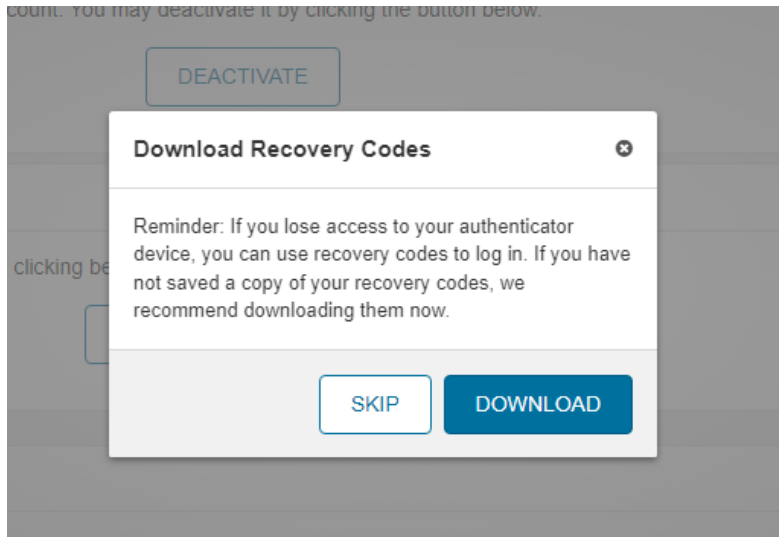 count. You may deactivate it by clicking the button below.
DEACTIVATE
Download Recovery Codes
Reminder: If you lose access to your authenticator
device, you can use recovery codes to log in. If you have
not saved a copy of your recovery codes, we
recommend downloading them now.
clicking be
SKIP
DOWNLOAD